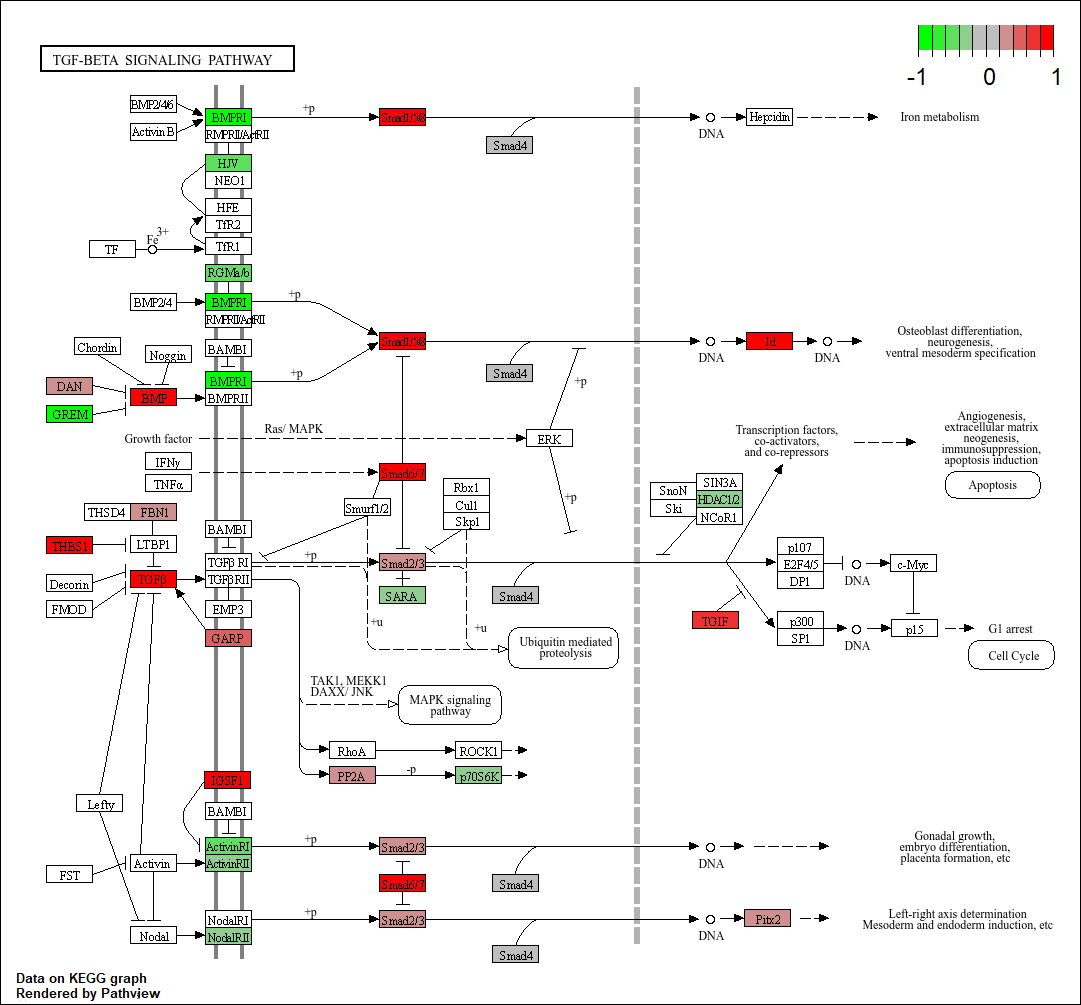 TGF-BETA SIGNALING PATHWAY
-1 0 1
BMP2/4/6
Activin B
BMPRI
RMPRII/ActRII
+p
Smad1/5/8
Smad4
DNA
Hepcidin
Iron metabolism
HJV
NEO1
HFE
TfR2
TF
Fe 3+
TfR1
RGMa/b
BMP2/4
BMPRI
RMPRII/ActRII
+p
Smad1/5/8
Smad4
DNA
Id
DNA
Osteoblast differentiation,
neurogenesis,
ventral mesoderm specification
Chordin
Noggin
BAMBI
DAN
GREM
BMP
BMPRI
BMPRII
+p
+p
Growth factor
Ras/ MAPK
ERK
IFNγ
TNFα
Smad6/7
+p
Transcription factors,
co-activators,
and co-repressors
Angiogenesis,
extracellular matrix
neogenesis,
immunosuppression,
apoptosis induction
Apoptosis
Rbx1
Cul1
Skp1
Smurf1/2
SnoN
Ski
SIN3A
HDAC1/2
NCoR1
THSD4
FBN1
THBS1
LTBP1
BAMBI
Decorin
FMOD
TGFβ
TGFβ RI
TGFβRII
EMP3
GARP
+p
Smad2/3
SARA
Smad4
+u
+u
Ubiquitin mediated
proteolysis
TGIF
p107
E2F4/5
DP1
DNA
c-Myc
p300
SP1
DNA
p15
G1 arrest
Cell Cycle
TAK1, MEKK1
DAXX/ JNK
MAPK signaling
pathway
RhoA
ROCK1
PP2A
-p
p70S6K
IGSF1
Lefty
BAMBI
FST
Activin
ActivinRI
ActivinRII
+p
Smad2/3
Smad4
DNA
Gonadal growth,
embryo differentiation,
placenta formation, etc
Smad6/7
Nodal
NodalRI
NodalRII
+p
Smad2/3
Smad4
DNA
Pitx2
Left-right axis determination
Mesoderm and endoderm induction, etc
Data on KEGG graph
Rendered by Pathview